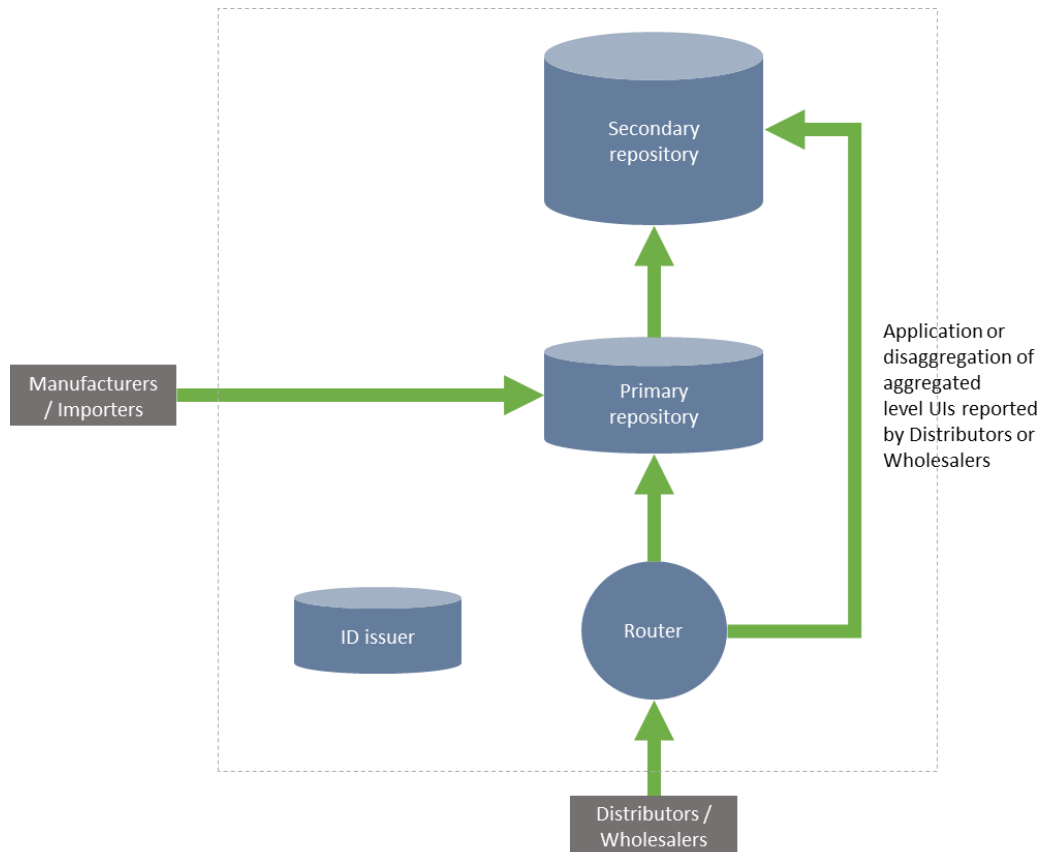 Secondary
repository
Application or
disaggregation of
aggregated
level UIs reported
by Distributors or
Wholesalers
Manufacturers
/ Importers
Primary
repository
ID issuer
Router
Distributors /
Wholesalers